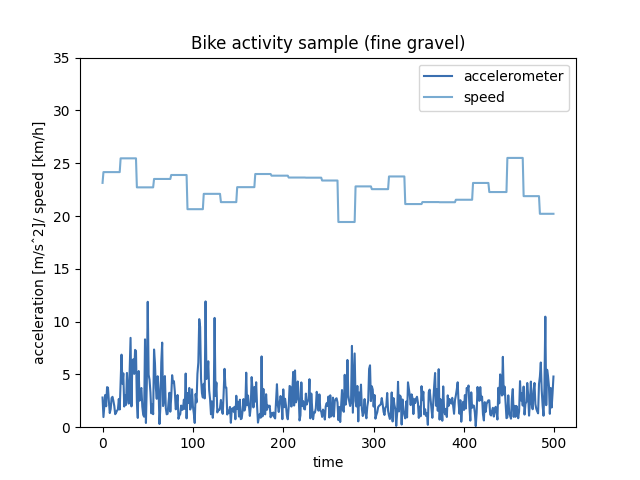 Bike activity sample (fine gravel)
accelerometer
speed
acceleration [m/s^2]/ speed [km/h]
35
30
25
20
15
10
5
0
0 100 200 300 400 500
time